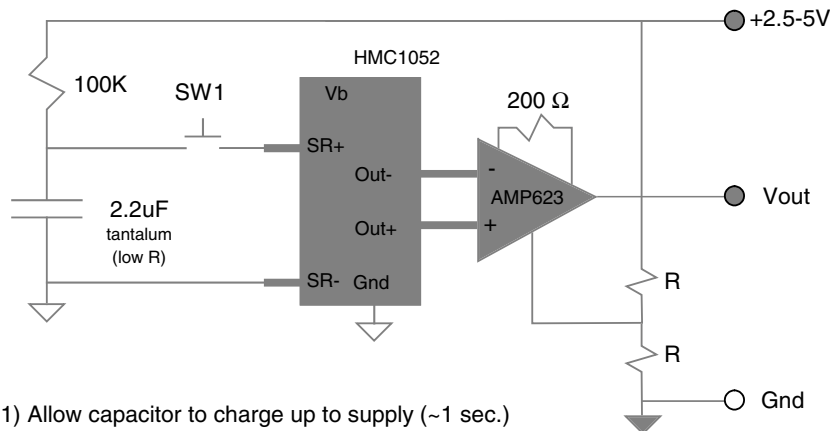 +2.5-5V
HMC1052
100K
SW1
Vb
200 Ω
SR+
Out-
-
AMP623
Vout
2.2uF
tantalum
(low R)
Out+
+
SR-
Gnd
R
R
Gnd
1) Allow capacitor to charge up to supply (~1 sec.)